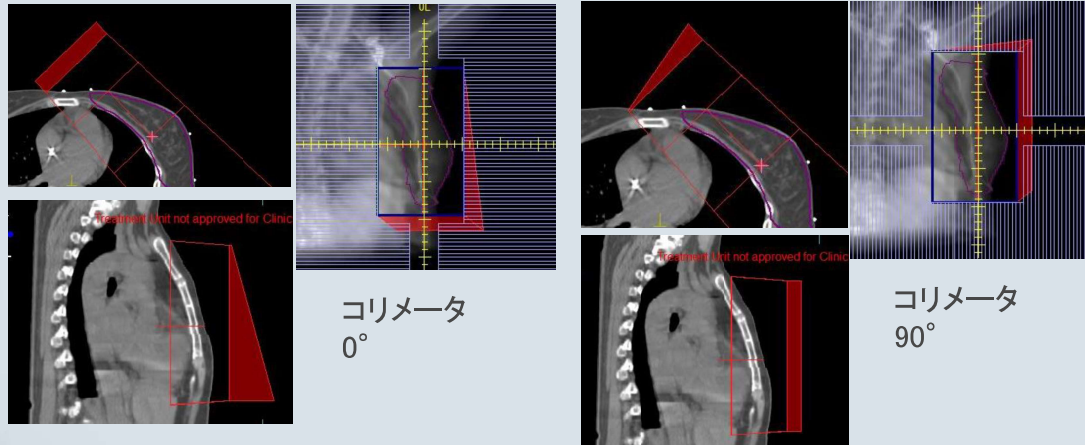 UL
Treatment Unit not approved for Clinic
コリメータ
0°
Treatment Unit not approved for Clinic
コリメータ
90°